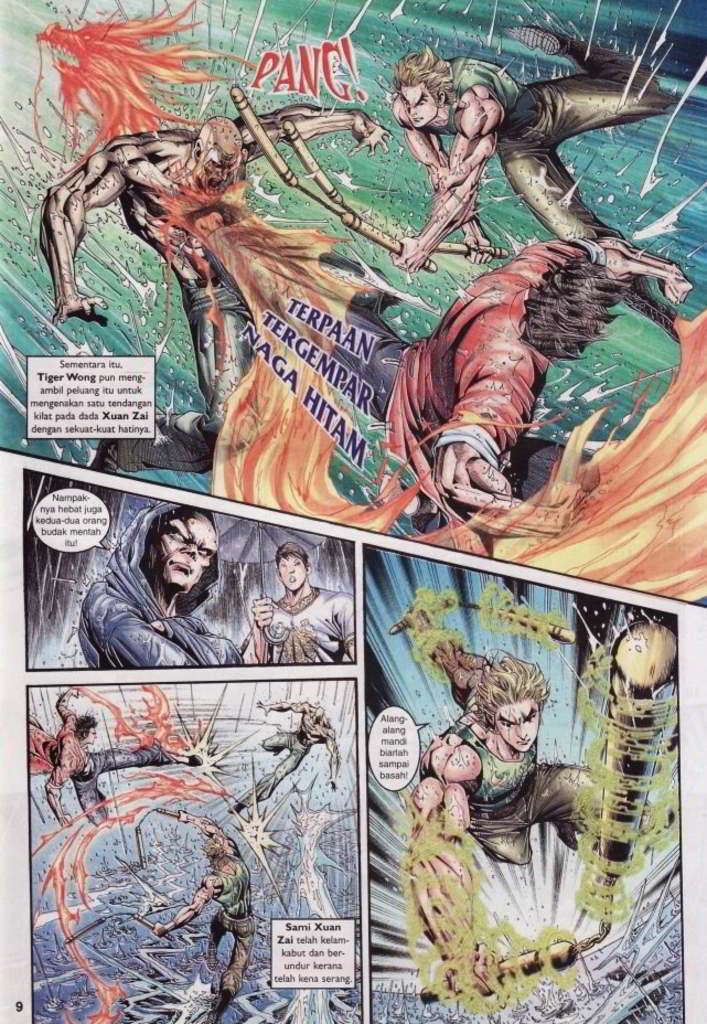 PANG!
TERPAAN
TERGEMPAR
NAGA HITAM
Sementara itu,
Tiger Wong pun meng-
ambil peluang itu untuk
mengenakan satu tendangan
kilat pada dada Xuan Zai
dengan sekuat-kuat hatinya.
Nampak-
nya hebat juga
kedua-dua orang
budak mentah
itu!
Alang-
alang
mandi
biarlah
sampai
basah!
Sami Xuan
Zai telah kelam-
kabut dan ber-
undur kerana
telah kena serang.
9